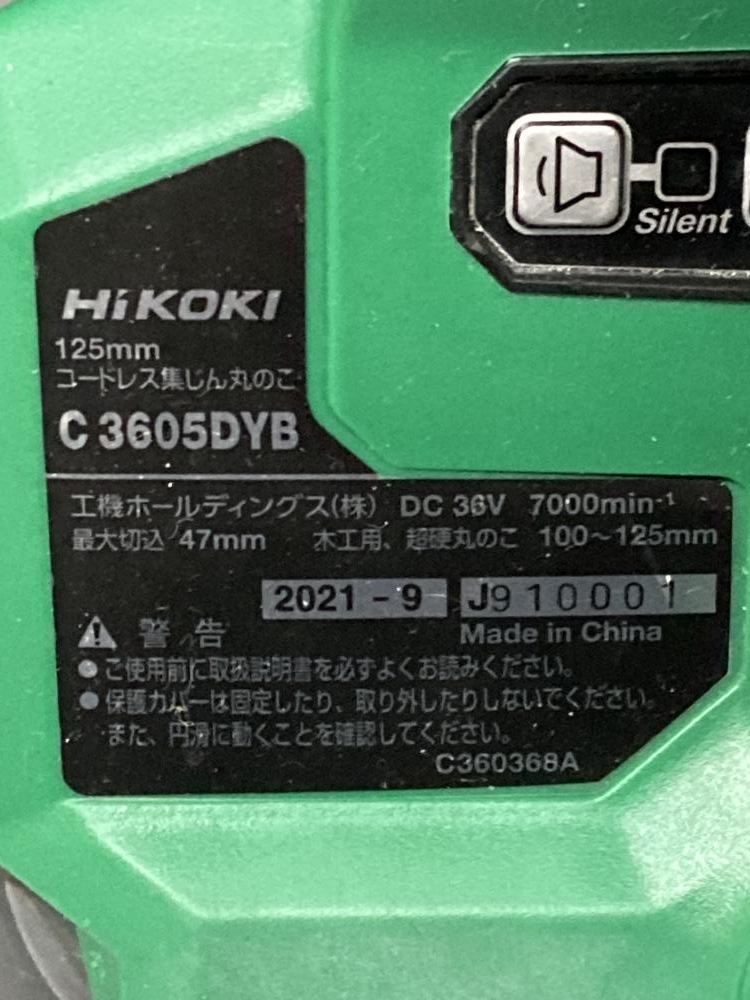 Silent
HiKOKI
125mm
コードレス集じん丸のこ
C 3605DYB
工機ホールディングス(株) DC 36V 7000min⁻¹
最大切込 47mm 木工用、超硬丸のこ 100～125mm
2021 - 9 J910001
警告 Made in China
● ご使用前に取扱説明書を必ずよくお読みください。
● 保護カバーは固定したり、取り外したりしないでください。
また、円滑に動くことを確認してください。
C360368A